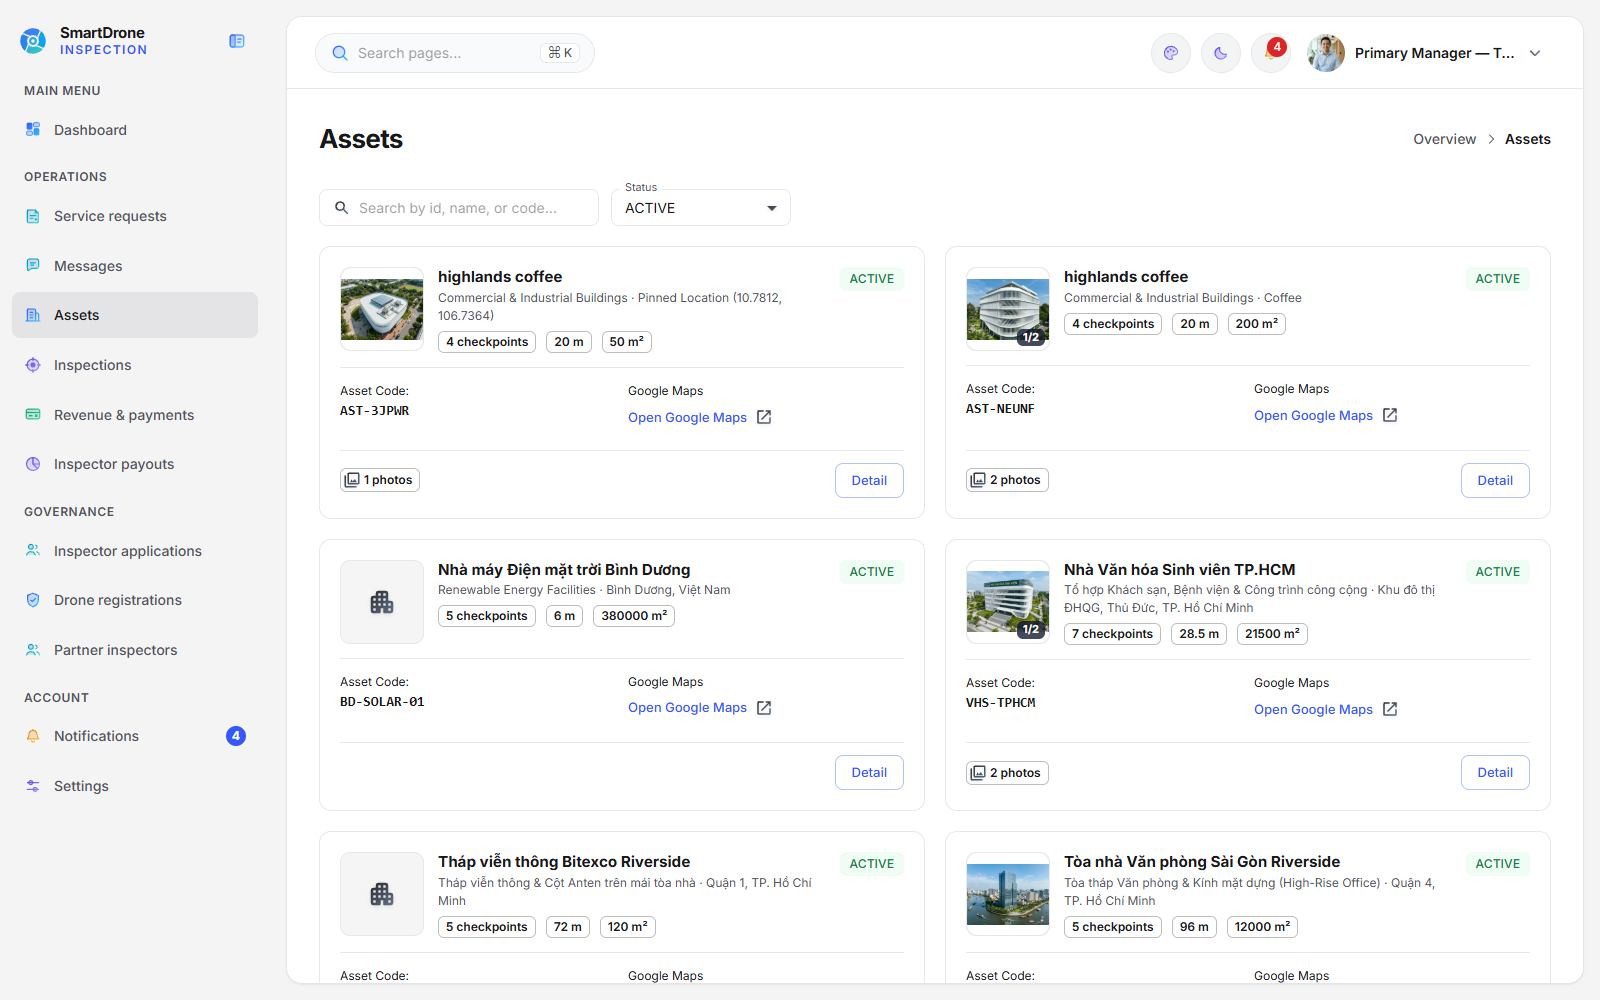 SmartDrone
INSPECTION
MAIN MENU
Dashboard
OPERATIONS
Service requests
Messages
Assets
Inspections
Revenue & payments
Inspector payouts
GOVERNANCE
Inspector applications
Drone registrations
Partner inspectors
ACCOUNT
Notifications 4
Settings
Search pages... ⌘ K
4
Primary Manager — T...
Assets
Overview > Assets
Search by id, name, or code...
Status
ACTIVE
highlands coffee
ACTIVE
Commercial & Industrial Buildings · Pinned Location (10.7812,
106.7364)
4 checkpoints 20 m 50 m²
Asset Code:
AST-3JPWR
Google Maps
Open Google Maps
1 photos
Detail
highlands coffee
ACTIVE
Commercial & Industrial Buildings · Coffee
1/2
4 checkpoints 20 m 200 m²
Asset Code:
AST-NEUNF
Google Maps
Open Google Maps
2 photos
Detail
Nhà máy Điện mặt trời Bình Dương
ACTIVE
Renewable Energy Facilities · Bình Dương, Việt Nam
5 checkpoints 6 m 380000 m²
Asset Code:
BD-SOLAR-01
Google Maps
Open Google Maps
Detail
Nhà Văn hóa Sinh viên TP.HCM
ACTIVE
Tổ hợp Khách sạn, Bệnh viện & Công trình công cộng · Khu đô thị
ĐHQG, Thủ Đức, TP. Hồ Chí Minh
1/2
7 checkpoints 28.5 m 21500 m²
Asset Code:
VHS-TPHCM
Google Maps
Open Google Maps
2 photos
Detail
Tháp viễn thông Bitexco Riverside
ACTIVE
Tháp viễn thông & Cột Anten trên mái tòa nhà · Quận 1, TP. Hồ Chí
Minh
5 checkpoints 72 m 120 m²
Asset Code:
Google Maps
Tòa nhà Văn phòng Sài Gòn Riverside
ACTIVE
Tòa tháp Văn phòng & Kính mặt dựng (High-Rise Office) · Quận 4,
TP. Hồ Chí Minh
5 checkpoints 96 m 12000 m²
Asset Code:
Google Maps